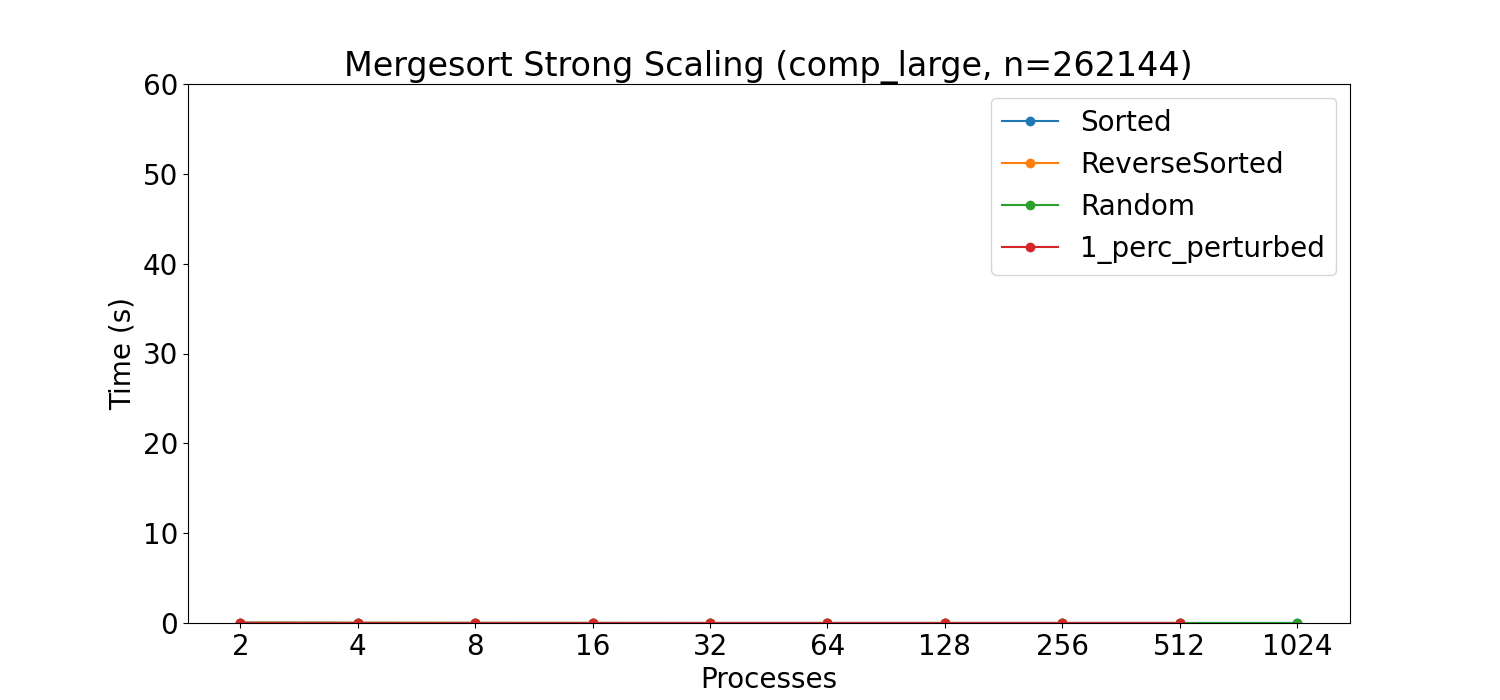 Mergesort Strong Scaling (comp_large, n=262144)
60
50
40
30
20
10
0
Time (s)
Sorted
ReverseSorted
Random
1_perc_perturbed
2 4 8 16 32 64 128 256 512 1024
Processes